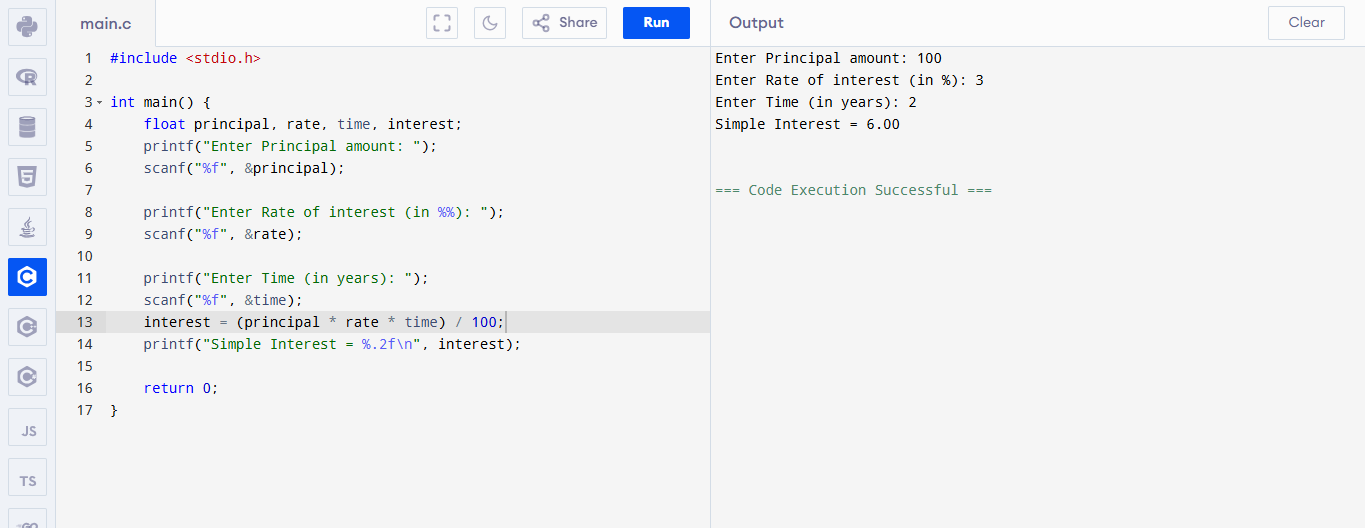 main.c
Share
Run
Output
Clear
1 #include <stdio.h>
2
3 int main() {
4     float principal, rate, time, interest;
5     printf("Enter Principal amount: ");
6     scanf("%f", &principal);
7
8     printf("Enter Rate of interest (in %%): ");
9     scanf("%f", &rate);
10
11     printf("Enter Time (in years): ");
12     scanf("%f", &time);
13     interest = (principal * rate * time) / 100;
14     printf("Simple Interest = %.2f\n", interest);
15
16     return 0;
17 }
Enter Principal amount: 100
Enter Rate of interest (in %): 3
Enter Time (in years): 2
Simple Interest = 6.00
=== Code Execution Successful ===
R
5
C
C
C
JS
TS
GO